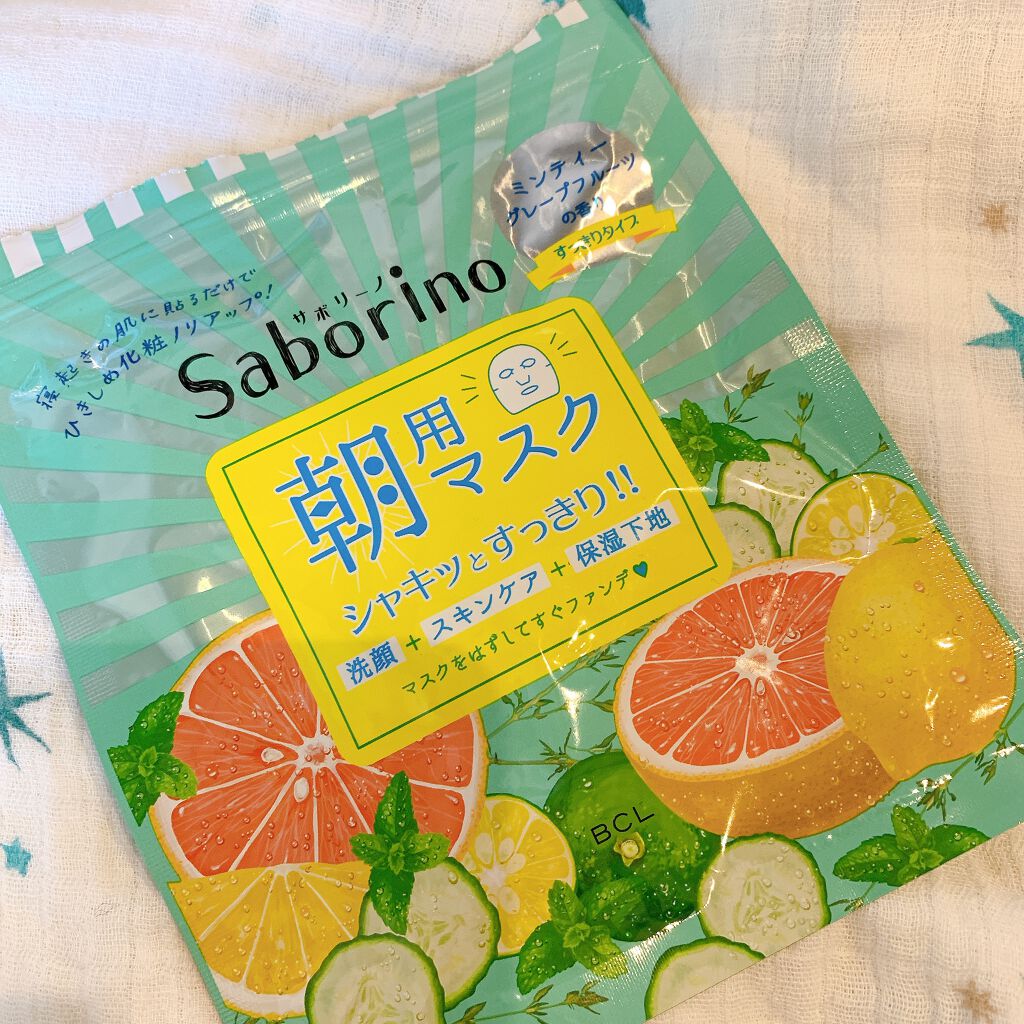 ミンティー
グレープフルーツ
の香り
すっきりタイプ
寝起きの肌に貼るだけで
ひきしめ化粧ノリアップ!
サボリーノ
Saborino
朝用マスク
シャキッとすっきり!!
洗顔+スキンケア+保湿下地
マスクをはずしてすぐファンデ♥
BCL